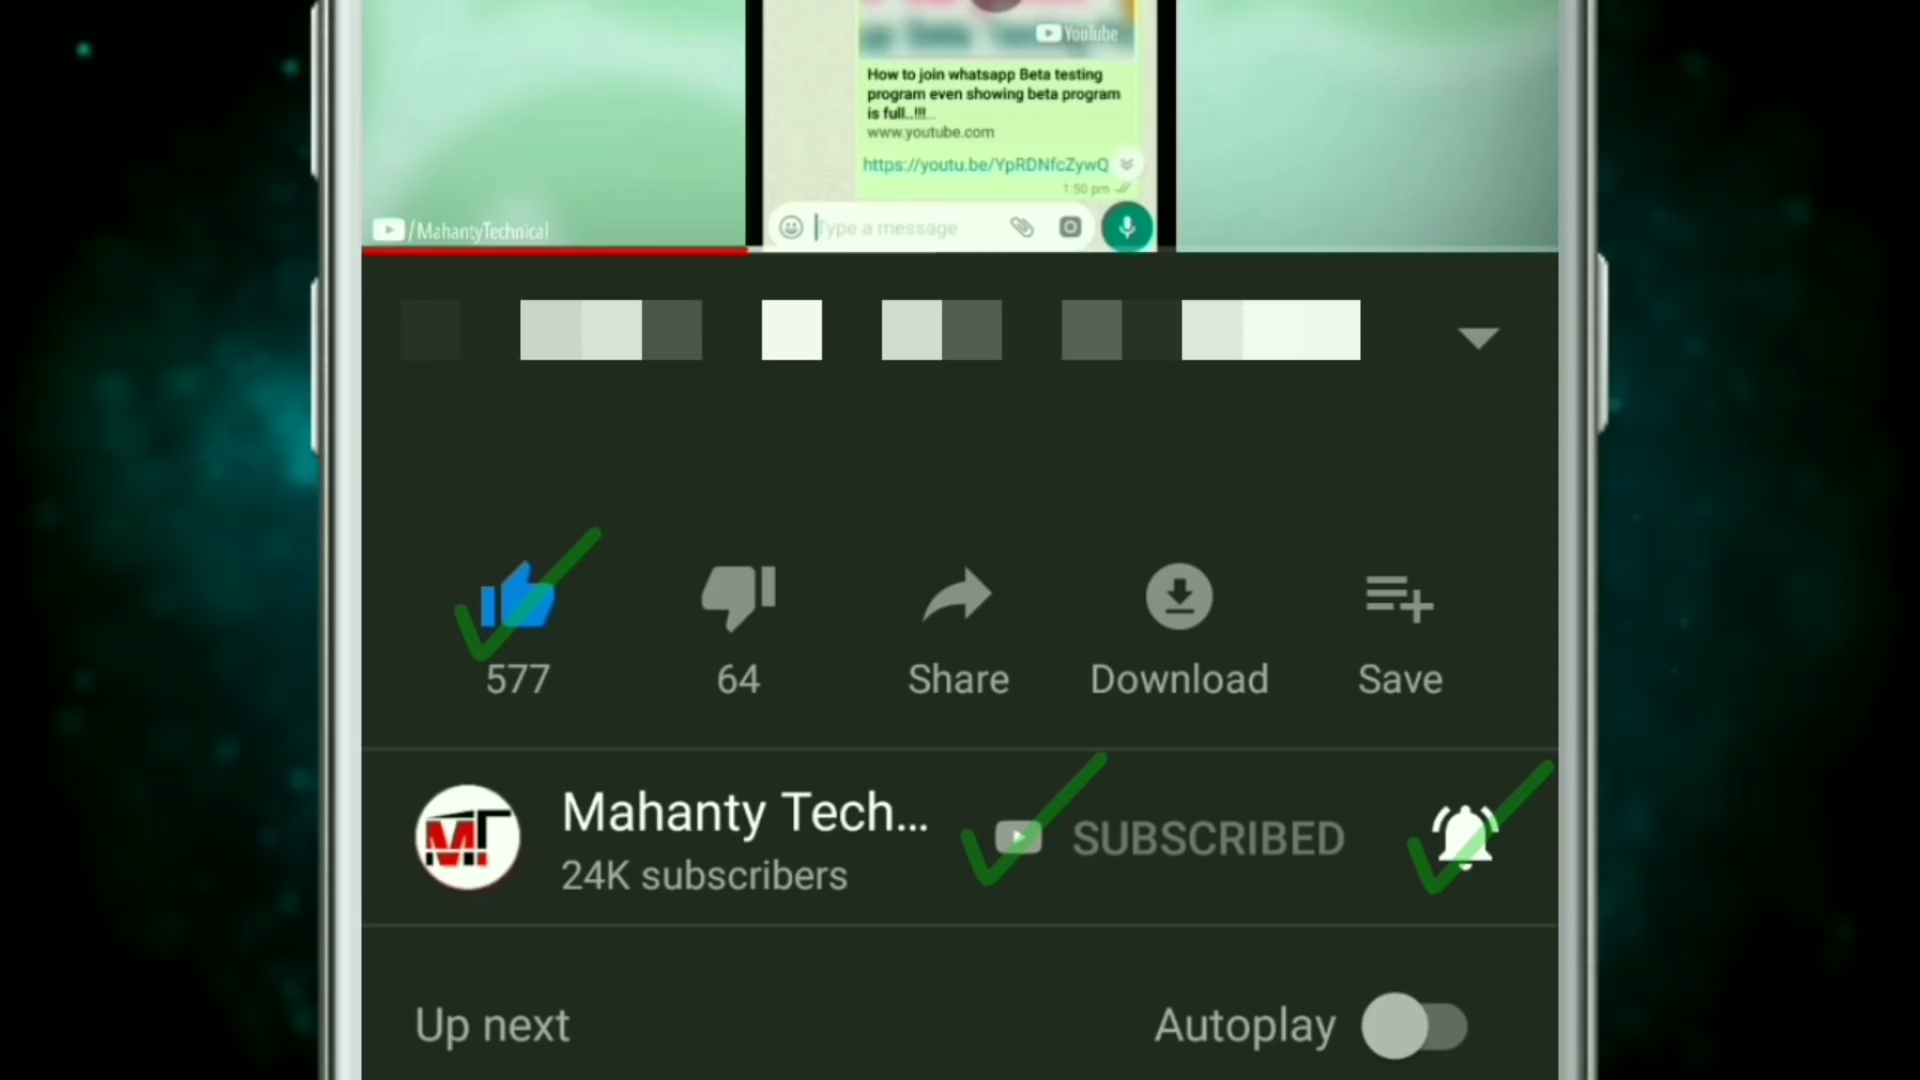 YouTube
How to join whatsapp Beta testing
program even showing beta program
is full..!!!...
www.youtube.com
https://youtu.be/YpRDNfcZywQ
1:50 pm
/MahantyTechnical
Type a message
577
64
Share
Download
Save
MT
Mahanty Tech...
24K subscribers
SUBSCRIBED
Up next
Autoplay